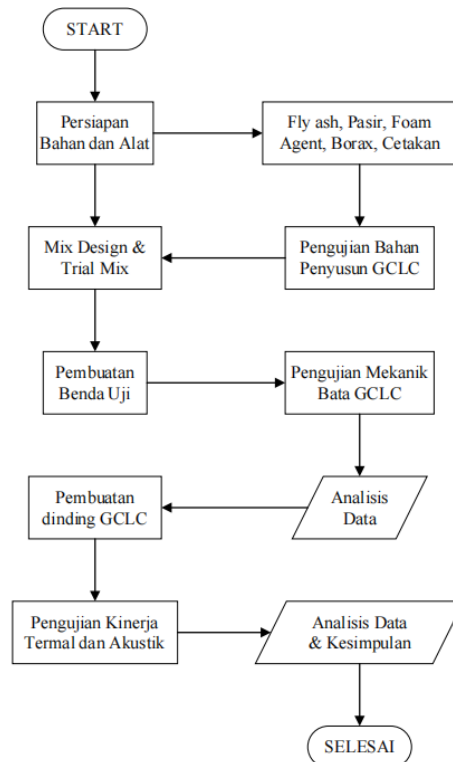 START
Persiapan
Bahan dan Alat
Fly ash, Pasir, Foam
Agent, Borax, Cetakan
Mix Design &
Trial Mix
Pengujian Bahan
Penyusun GCLC
Pembuatan
Benda Uji
Pengujian Mekanik
Bata GCLC
Pembuatan
dinding GCLC
Analisis
Data
Pengujian Kinerja
Termal dan Akustik
Analisis Data
& Kesimpulan
SELESAI